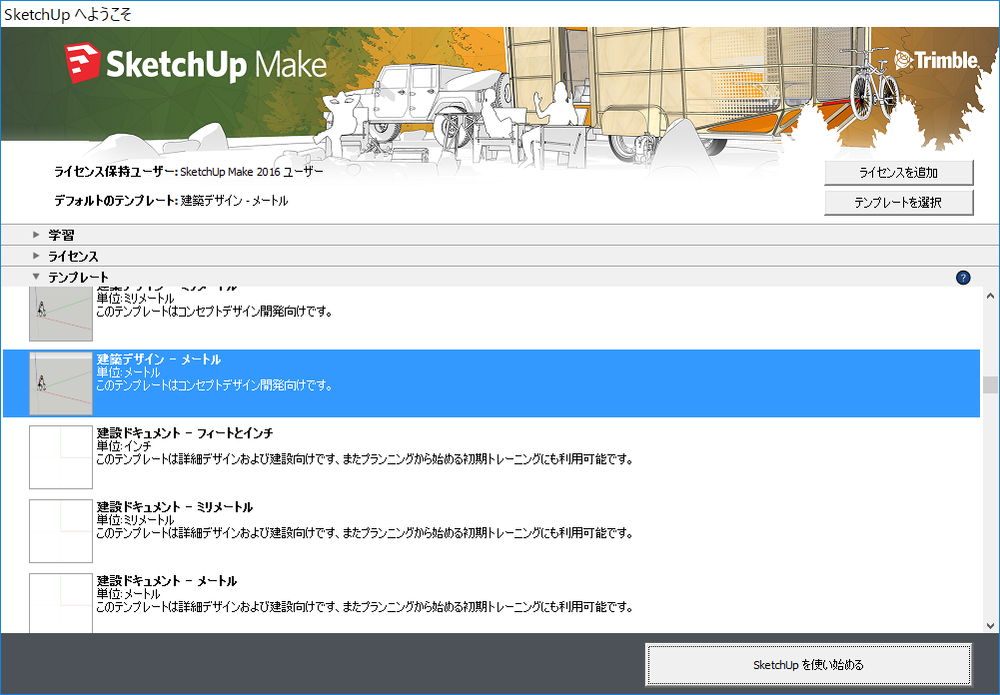 SketchUp へようこそ
SketchUp Make
Trimble
ライセンス保持ユーザー: SketchUp Make 2016 ユーザー
ライセンスを追加
デフォルトのテンプレート: 建築デザイン - メートル
テンプレートを選択
学習
ライセンス
テンプレート
?
建築デザイン - ミリメートル
単位:ミリメートル
このテンプレートはコンセプトデザイン開発向けです。
建築デザイン - メートル
単位:メートル
このテンプレートはコンセプトデザイン開発向けです。
建設ドキュメント - フィートとインチ
単位:インチ
このテンプレートは詳細デザインおよび建設向けです、またプランニングから始める初期トレーニングにも利用可能です。
建設ドキュメント - ミリメートル
単位:ミリメートル
このテンプレートは詳細デザインおよび建設向けです、またプランニングから始める初期トレーニングにも利用可能です。
建設ドキュメント - メートル
単位:メートル
このテンプレートは詳細デザインおよび建設向けです、またプランニングから始める初期トレーニングにも利用可能です。
SketchUp を使い始める